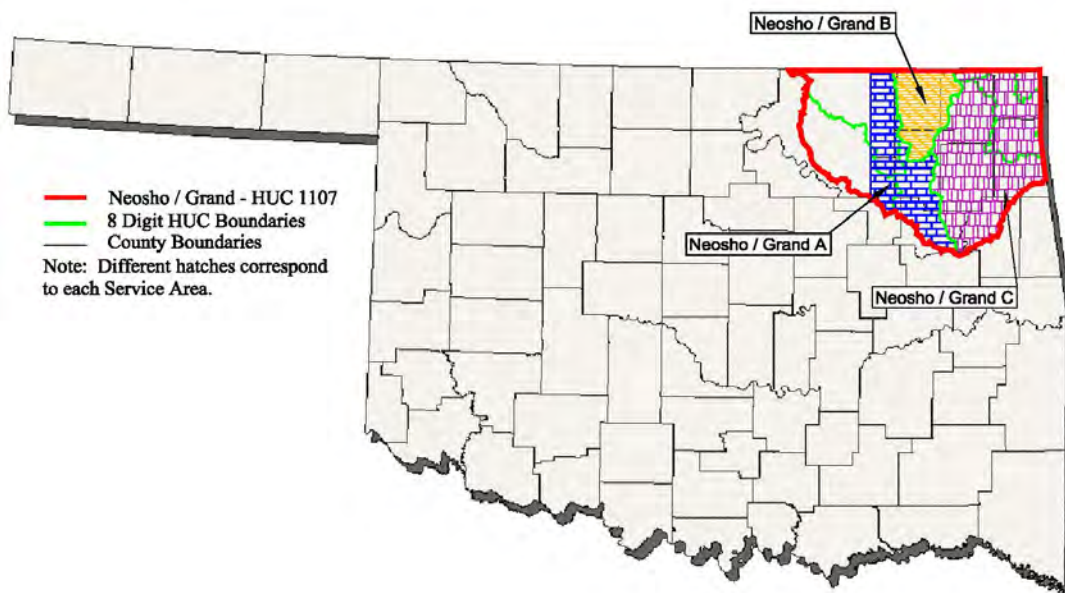 Neosho / Grand B
Neosho / Grand - HUC 1107
8 Digit HUC Boundaries
County Boundaries
Note: Different hatches correspond
to each Service Area.
Neosho / Grand A
Neosho / Grand C